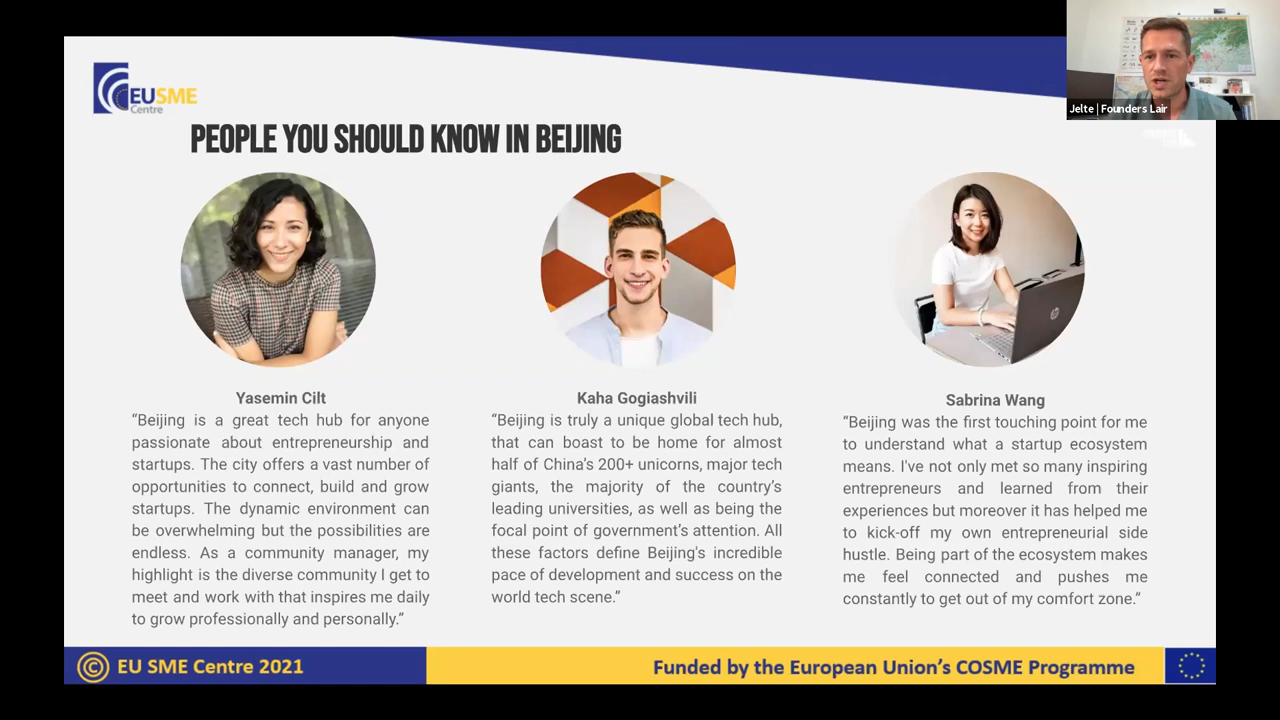 Jelte | Founders Lair
EUSME
Centre
PEOPLE YOU SHOULD KNOW IN BEIJING
Yasemin Cilt
“Beijing is a great tech hub for anyone
passionate about entrepreneurship and
startups. The city offers a vast number of
opportunities to connect, build and grow
startups. The dynamic environment can
be overwhelming but the possibilities are
endless. As a community manager, my
highlight is the diverse community I get to
meet and work with that inspires me daily
to grow professionally and personally.”
Kaha Gogiashvili
“Beijing is truly a unique global tech hub,
that can boast to be home for almost
half of China’s 200+ unicorns, major tech
giants, the majority of the country’s
leading universities, as well as being the
focal point of government’s attention. All
these factors define Beijing's incredible
pace of development and success on the
world tech scene.”
Sabrina Wang
“Beijing was the first touching point for me
to understand what a startup ecosystem
means. I've not only met so many inspiring
entrepreneurs and learned from their
experiences but moreover it has helped me
to kick-off my own entrepreneurial side
hustle. Being part of the ecosystem makes
me feel connected and pushes me
constantly to get out of my comfort zone.”
© EU SME Centre 2021
Funded by the European Union’s COSME Programme